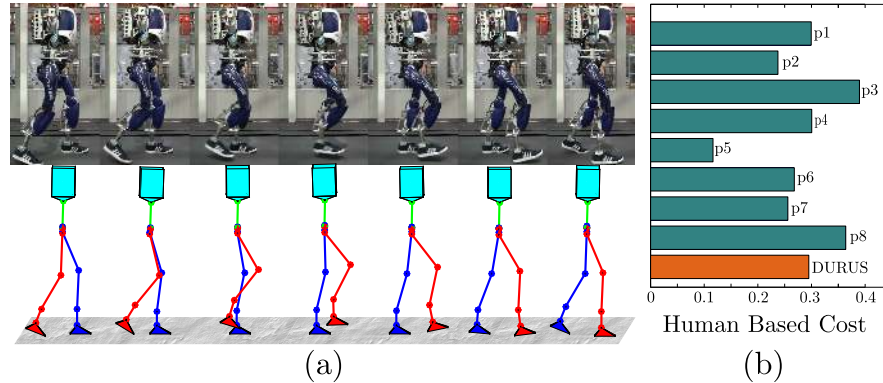 p1
p2
p3
p4
p5
p6
p7
p8
DURUS
0 0.1 0.2 0.3 0.4
Human Based Cost
(a) (b)